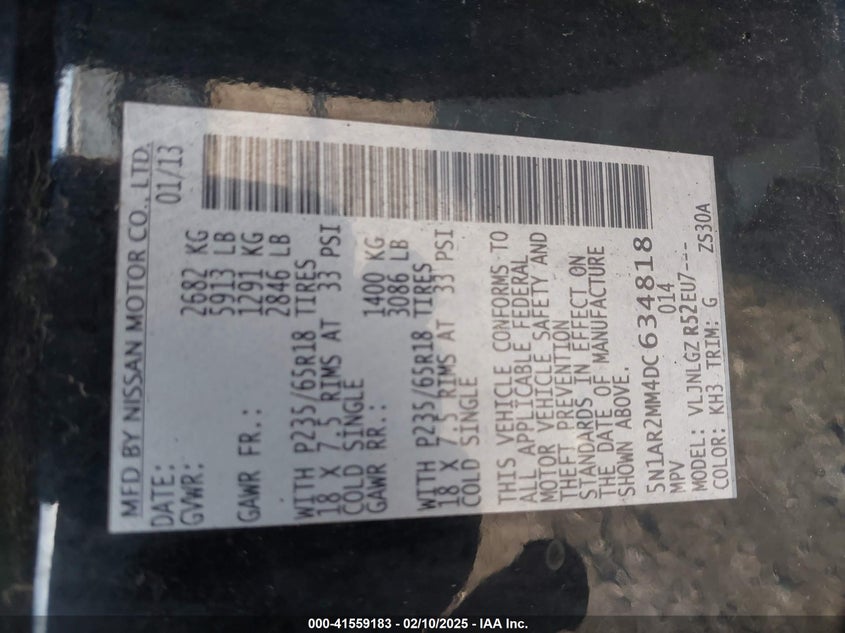 MFD BY NISSAN MOTOR CO., LTD.
DATE: 01/13
GVWR: 2682 KG
5913 LB
GAWR FR.: 1291 KG
2846 LB
WITH P235/65R18 TIRES
18 X 7.5 RIMS AT 33 PSI
COLD SINGLE
GAWR RR.: 1400 KG
3086 LB
WITH P235/65R18 TIRES
18 X 7.5 RIMS AT 33 PSI
COLD SINGLE
THIS VEHICLE CONFORMS TO
ALL APPLICABLE FEDERAL
MOTOR VEHICLE SAFETY AND
THEFT PREVENTION
STANDARDS IN EFFECT ON
THE DATE OF MANUFACTURE
SHOWN ABOVE.
5N1AR2MM4DC634818
MPV 014
MODEL: VLJNLGZ R52EU7---
COLOR: KH3 TRIM: G ZS30A
000-41559183 - 02/10/2025 - IAA Inc.